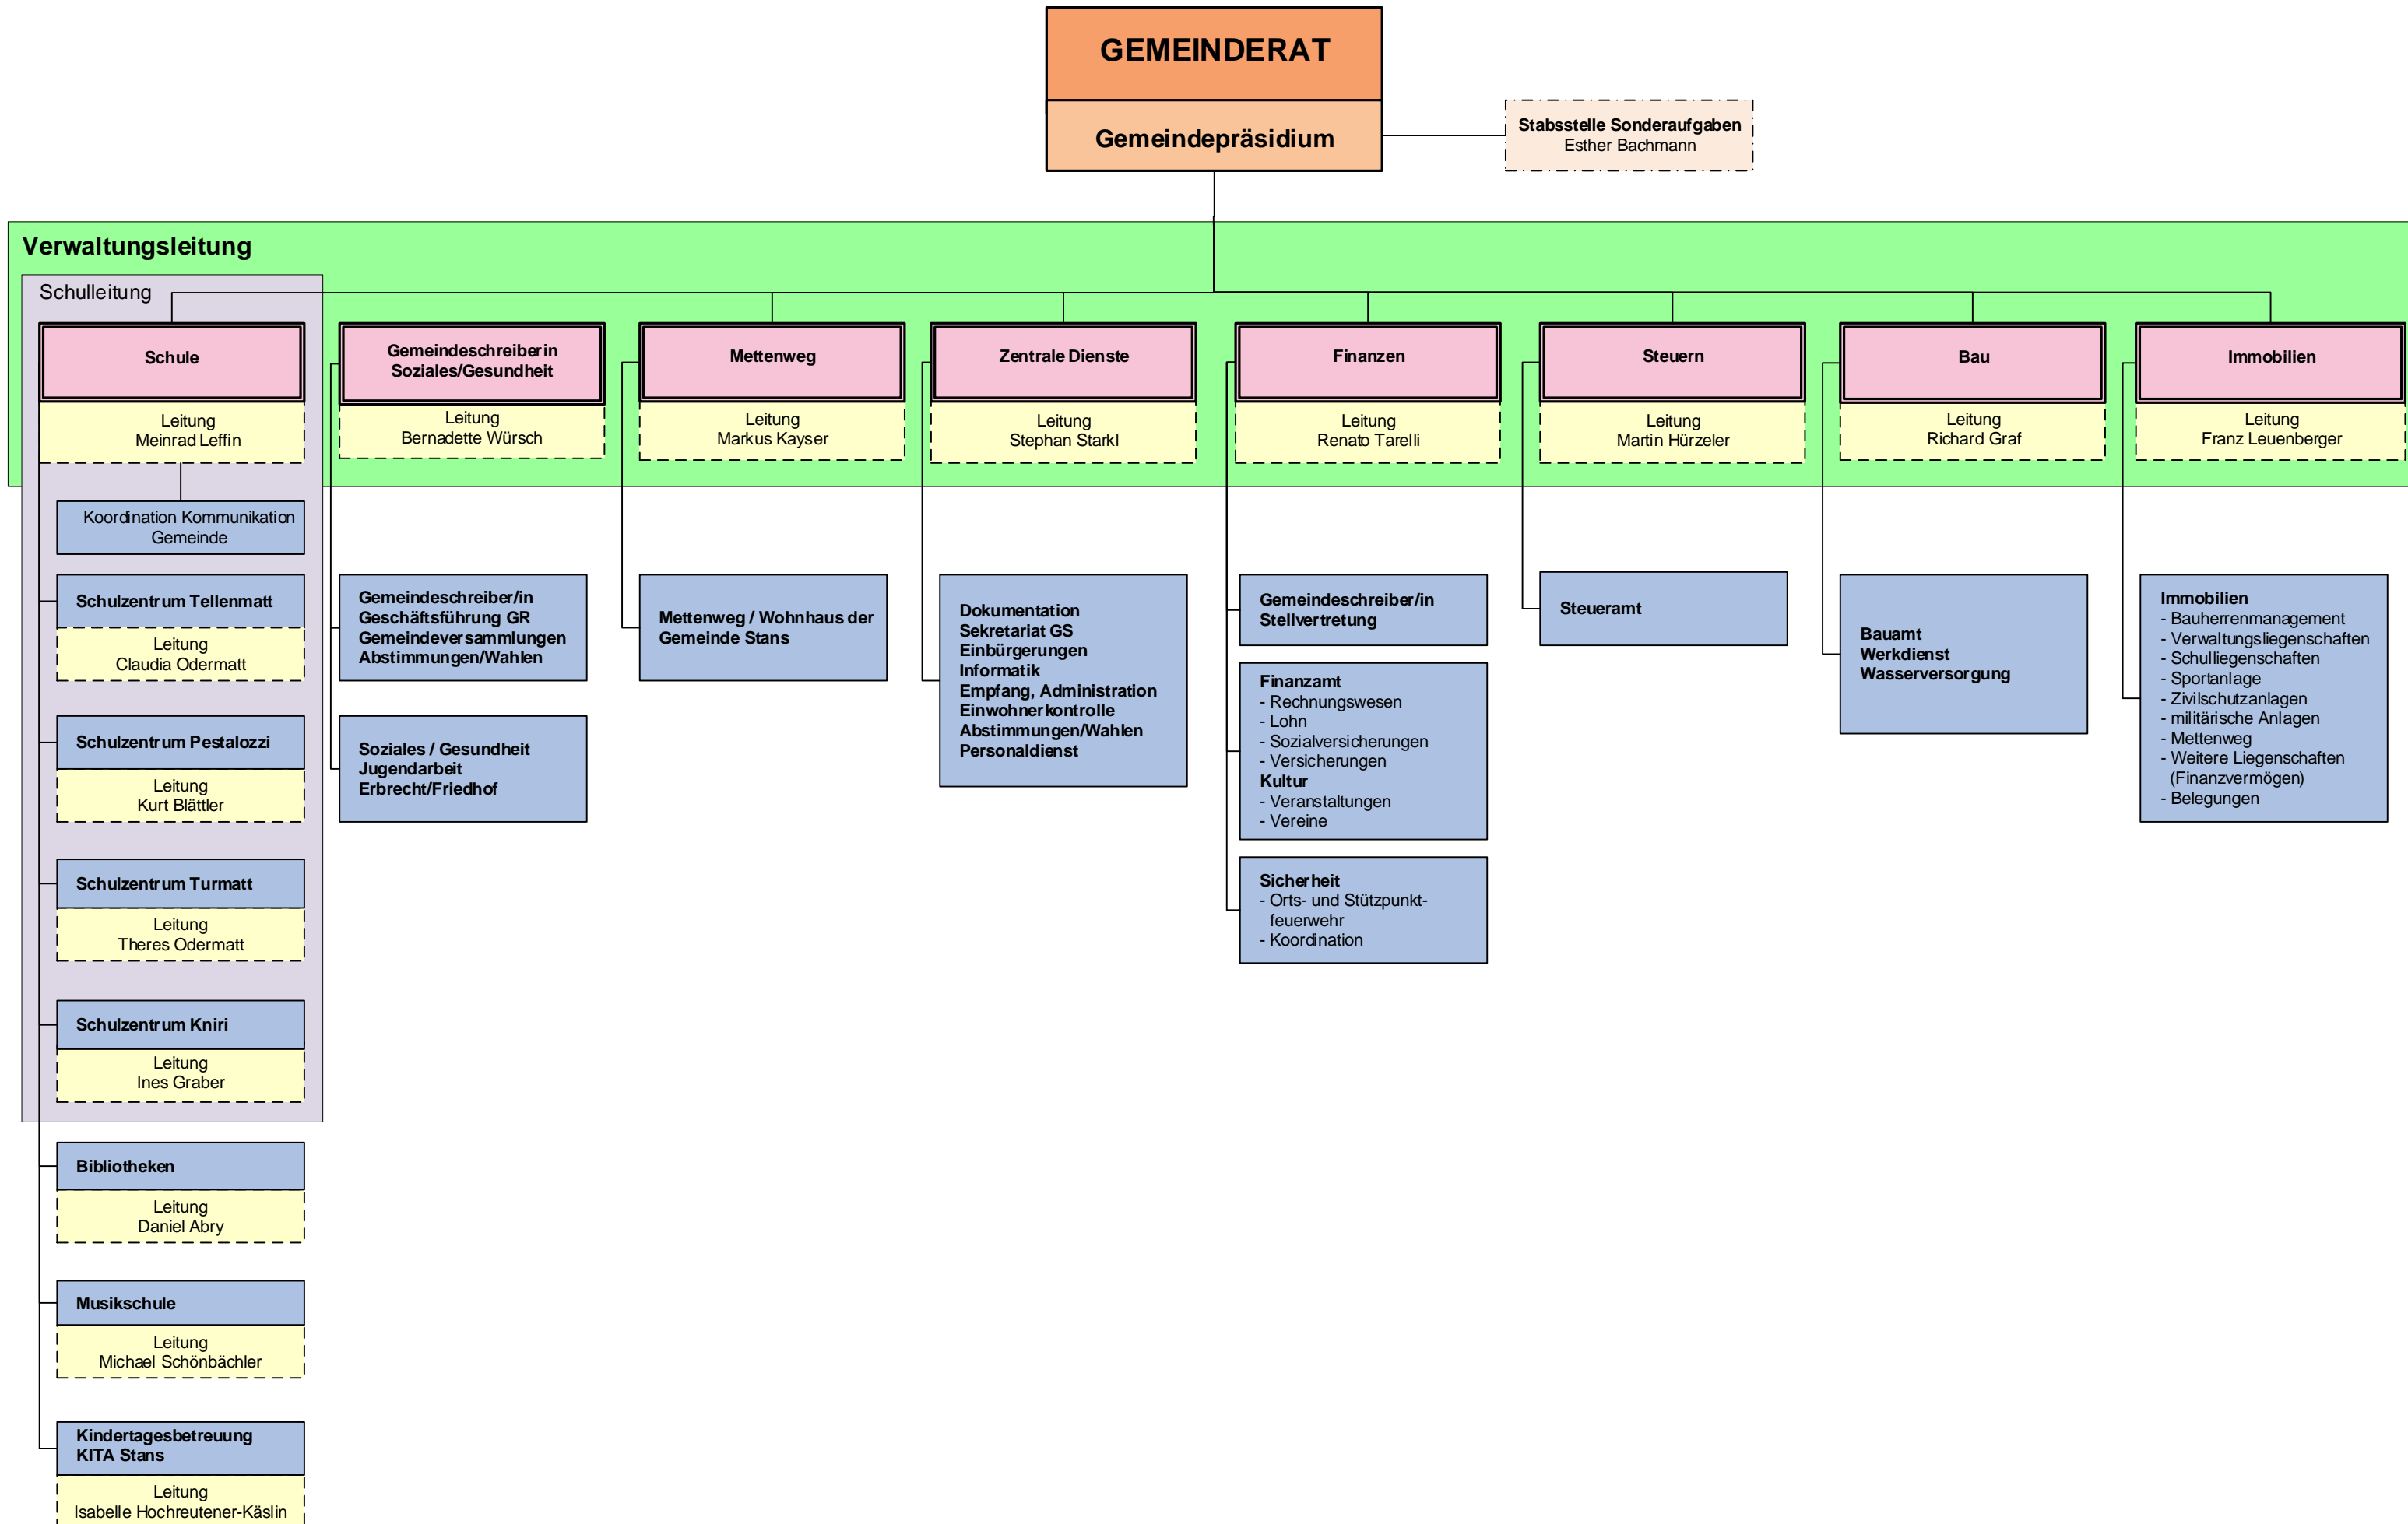 GEMEINDERAT
Gemeindepräsidium
Stabsstelle Sonderaufgaben
Esther Bachmann
Verwaltungsleitung
Schulleitung
Schule
Leitung
Meinrad Leffin
Gemeindeschreiberin
Soziales/Gesundheit
Leitung
Bernadette Würsch
Mettenweg
Leitung
Markus Kayser
Zentrale Dienste
Leitung
Stephan Starkl
Finanzen
Leitung
Renato Tarelli
Steuern
Leitung
Martin Hürzeler
Bau
Leitung
Richard Graf
Immobilien
Leitung
Franz Leuenberger
Koordination Kommunikation
Gemeinde
Schulzentrum Tellenmatt
Leitung
Claudia Odermatt
Schulzentrum Pestalozzi
Leitung
Kurt Blättler
Schulzentrum Turmatt
Leitung
Theres Odermatt
Schulzentrum Kniri
Leitung
Ines Graber
Bibliotheken
Leitung
Daniel Abry
Musikschule
Leitung
Michael Schönbächler
Kindertagesbetreuung
KITA Stans
Leitung
Isabelle Hochreutener-Käslin
Gemeindeschreiber/in
Geschäftsführung GR
Gemeindeversammlungen
Abstimmungen/Wahlen
Soziales / Gesundheit
Jugendarbeit
Erbrecht/Friedhof
Mettenweg / Wohnhaus der
Gemeinde Stans
Dokumentation
Sekretariat GS
Einbürgerungen
Informatik
Empfang, Administration
Einwohnerkontrolle
Abstimmungen/Wahlen
Personaldienst
Gemeindeschreiber/in
Stellvertretung
Finanzamt
- Rechnungswesen
- Lohn
- Sozialversicherungen
- Versicherungen
Kultur
- Veranstaltungen
- Vereine
Sicherheit
- Orts- und Stützpunkt-
feuerwehr
- Koordination
Steueramt
Bauamt
Werkdienst
Wasserversorgung
Immobilien
- Bauherrenmanagement
- Verwaltungsliegenschaften
- Schulliegenschaften
- Sportanlage
- Zivilschutzanlagen
- militärische Anlagen
- Mettenweg
- Weitere Liegenschaften
(Finanzvermögen)
- Belegungen